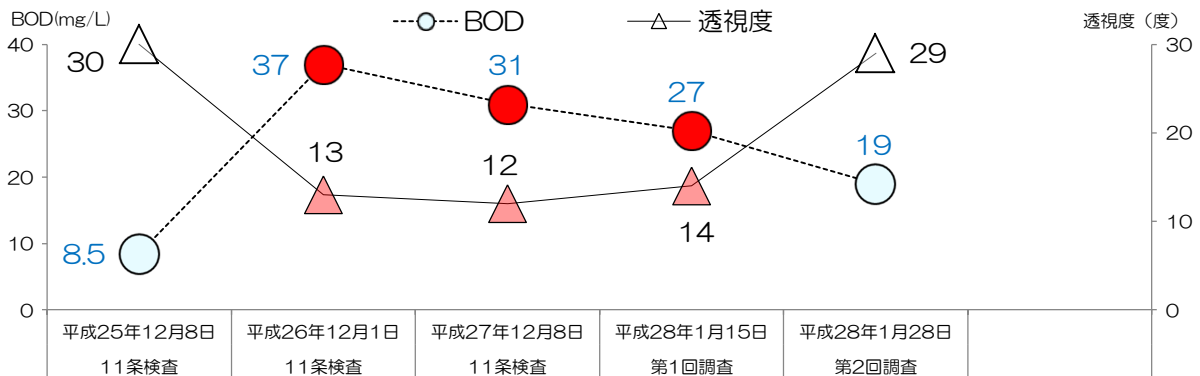 BOD(mg/L)
BOD 透視度
透視度（度）
40
30
20
10
0
30
20
10
0
30
13
12
14
29
8.5
37
31
27
19
平成25年12月8日
11条検査
平成26年12月1日
11条検査
平成27年12月8日
11条検査
平成28年1月15日
第1回調査
平成28年1月28日
第2回調査